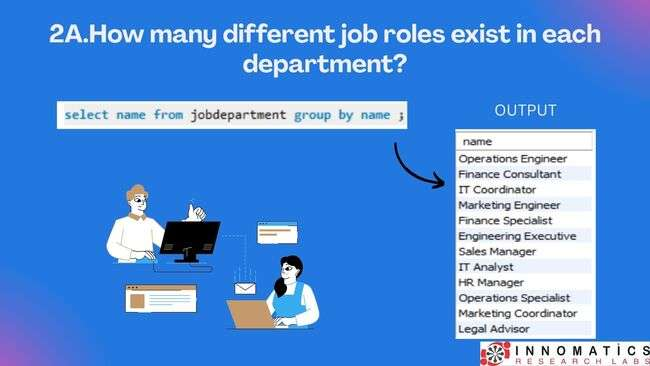 2A.How many different job roles exist in each
department?
select name from jobdepartment group by name ;
OUTPUT
name
Operations Engineer
Finance Consultant
IT Coordinator
Marketing Engineer
Finance Specialist
Engineering Executive
Sales Manager
IT Analyst
HR Manager
Operations Specialist
Marketing Coordinator
Legal Advisor
INNOMATiCS
RESEARCH LABS